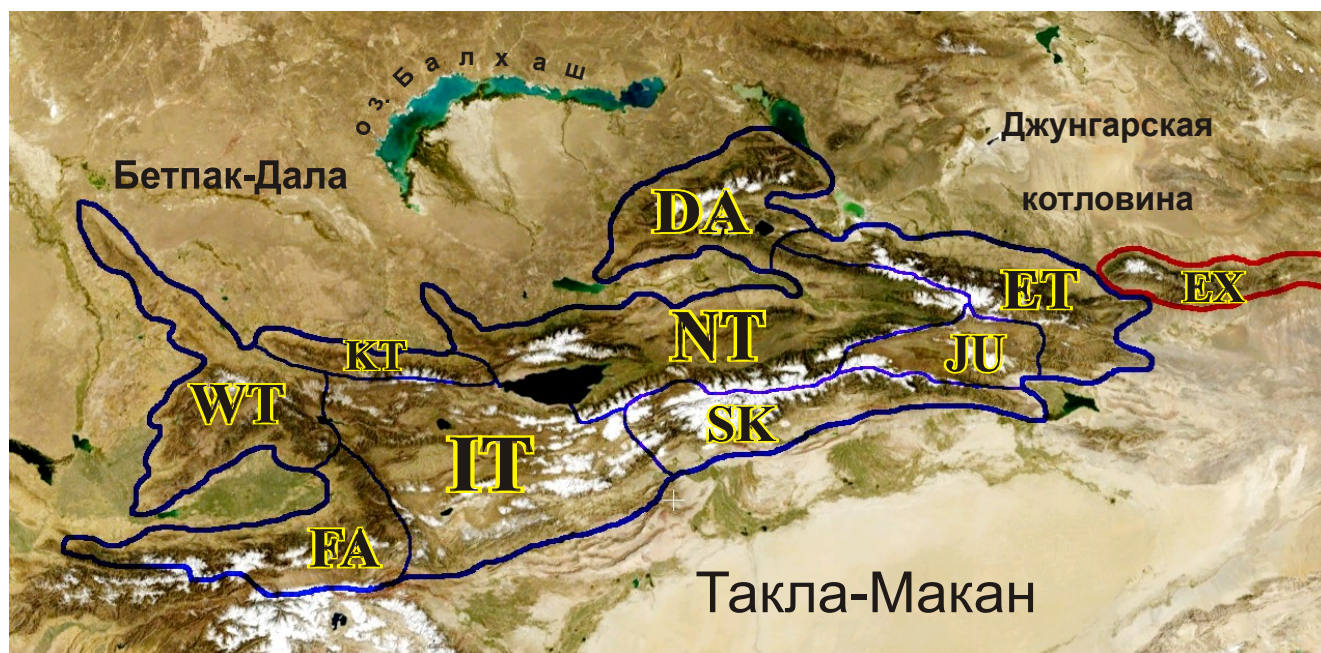 оз. Балхаш
Джунгарская
котловина
Бетпак-Дала
DA
ET
EX
NT
KT
JU
WT
SK
IT
FA
Такла-Макан